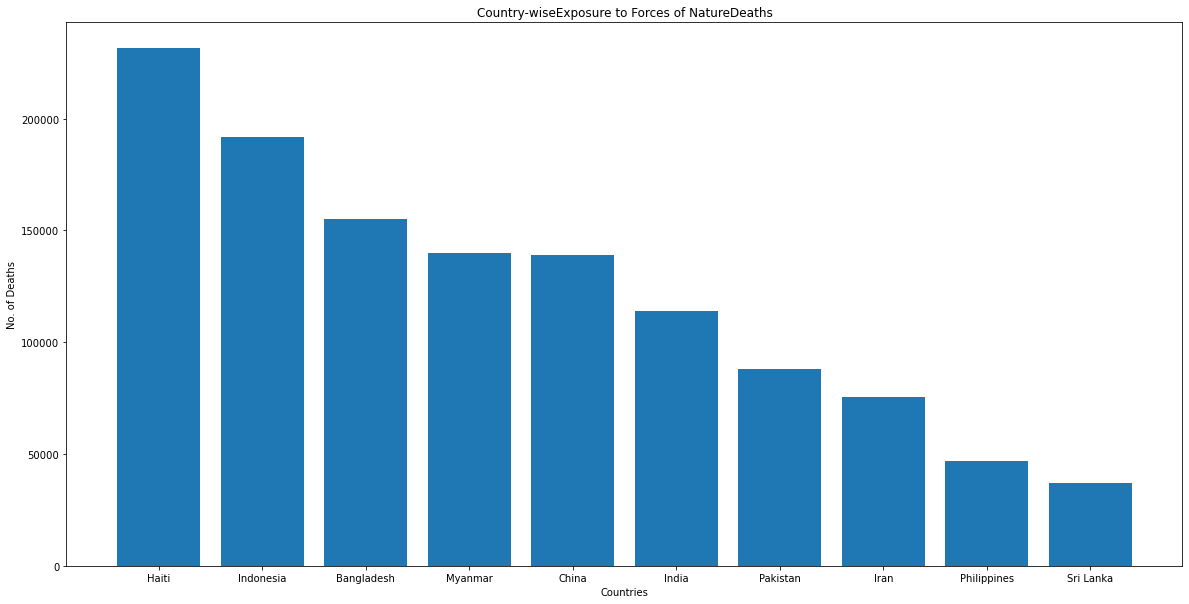 Country-wiseExposure to Forces of NatureDeaths
No. of Deaths
200000
150000
100000
50000
0
Haiti Indonesia Bangladesh Myanmar China India Pakistan Iran Philippines Sri Lanka
Countries